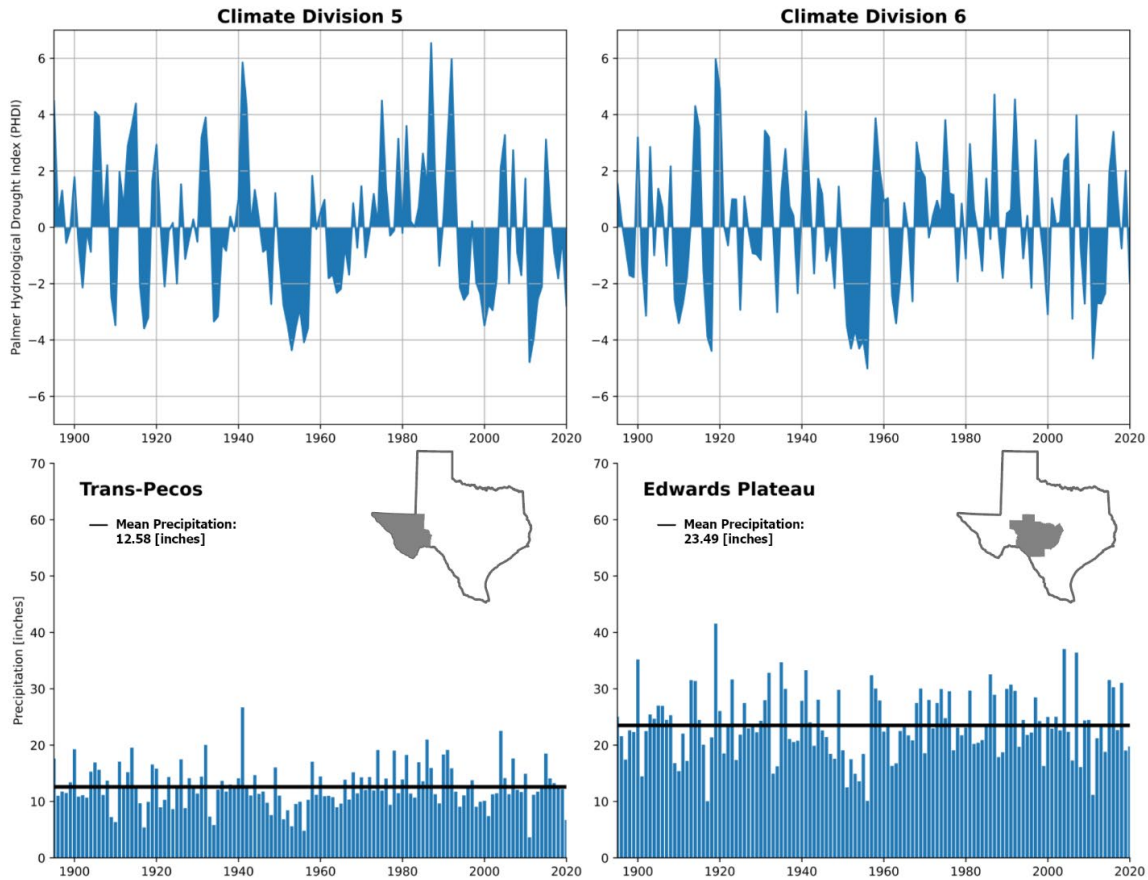 Climate Division 5
Climate Division 6
Palmer Hydrological Drought Index (PHDI)
6
4
2
0
−2
−4
−6
1900 1920 1940 1960 1980 2000 2020
6
4
2
0
−2
−4
−6
1900 1920 1940 1960 1980 2000 2020
Precipitation [inches]
70
60
50
40
30
20
10
0
Trans-Pecos
Mean Precipitation:
12.58 [inches]
1900 1920 1940 1960 1980 2000 2020
70
60
50
40
30
20
10
0
Edwards Plateau
Mean Precipitation:
23.49 [inches]
1900 1920 1940 1960 1980 2000 2020